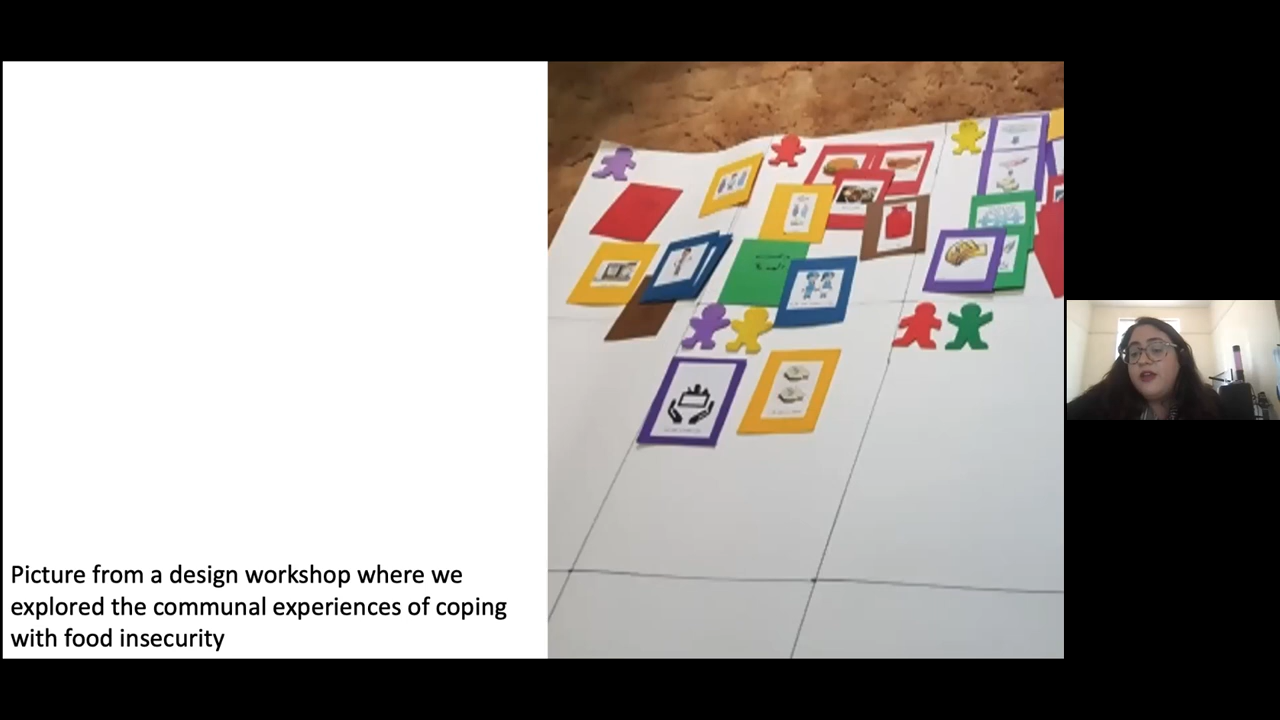 Picture from a design workshop where we
explored the communal experiences of coping
with food insecurity